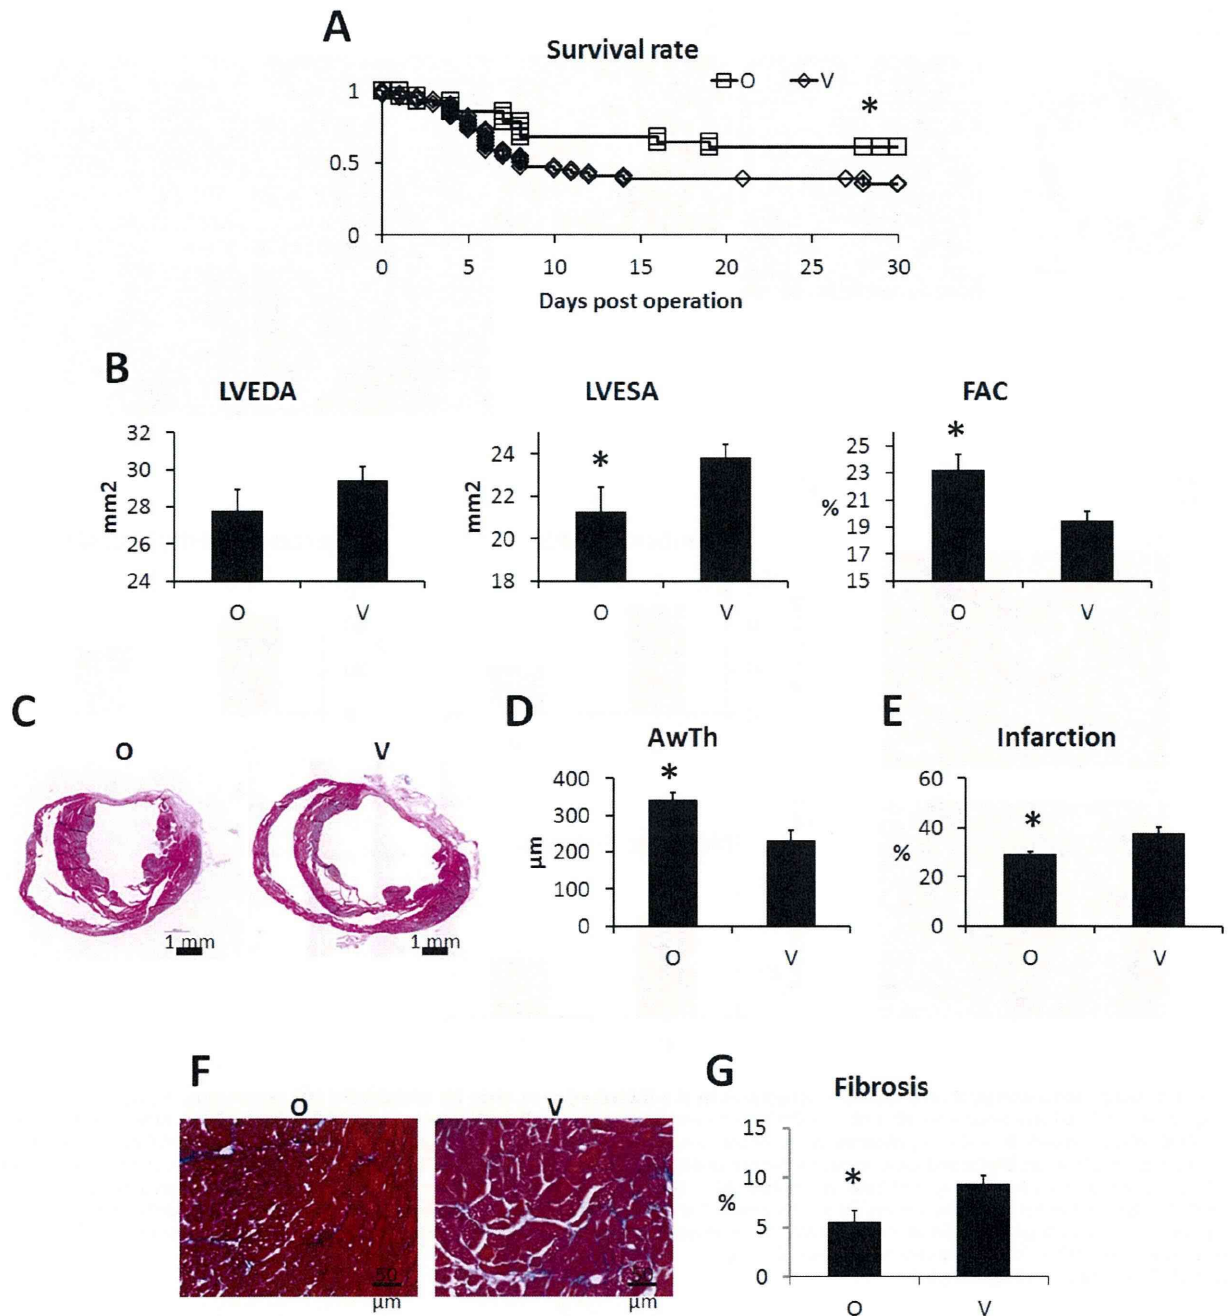 A
Survival rate
O V
*
1
0.5
0
0 5 10 15 20 25 30
Days post operation
B
LVEDA
mm2
32
30
28
26
24
O V
LVESA
mm2
24
22
20
18
*
O V
FAC
%
25
23
21
19
17
15
*
O V
C
O V
1 mm 1 mm
D
AwTh
µm
400
300
200
100
0
*
O V
E
Infarction
%
60
40
20
0
*
O V
F
O V
50
µm
50
µm
G
Fibrosis
%
15
10
5
0
*
O V